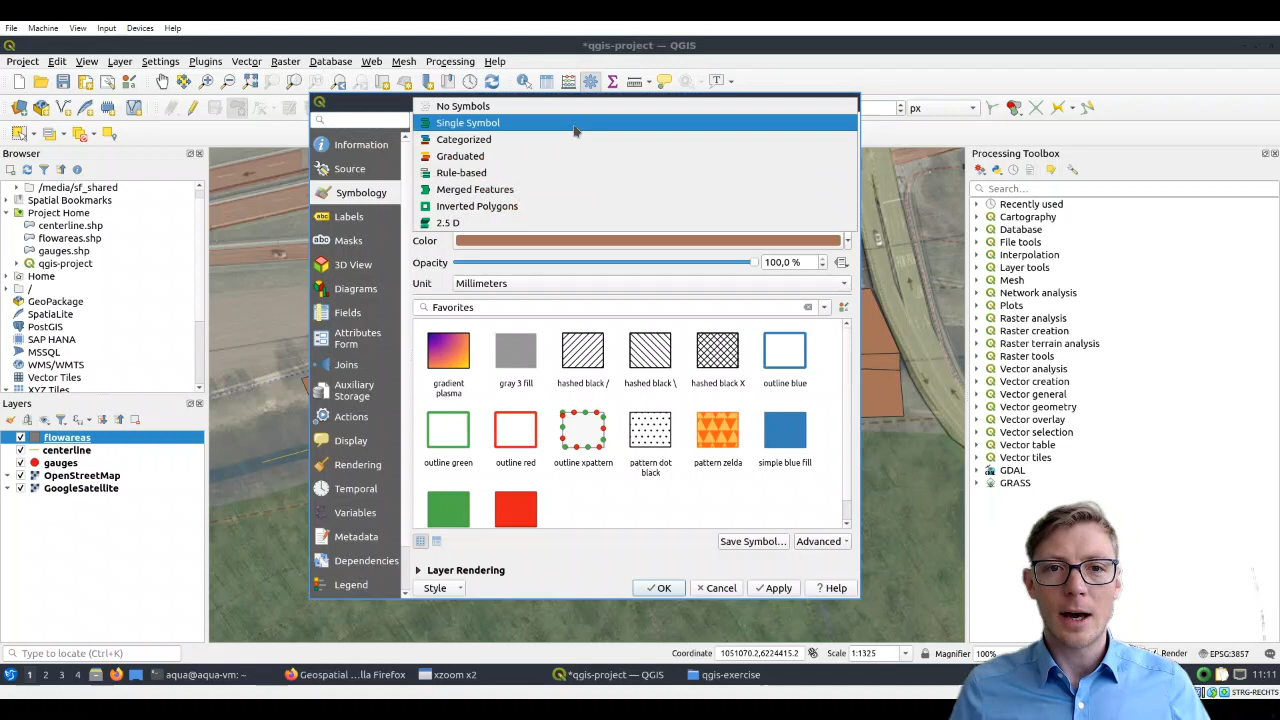 File Machine View Input Devices Help
*qgis-project — QGIS
Project Edit View Layer Settings Plugins Vector Raster Database Web Mesh Processing Help
px
Browser
/media/sf_shared
Spatial Bookmarks
Project Home
centerline.shp
flowareas.shp
gauges.shp
qgis-project
Home
/
GeoPackage
SpatiaLite
PostGIS
SAP HANA
MSSQL
WMS/WMTS
Vector Tiles
XYZ Tiles
Layers
flowareas
centerline
gauges
OpenStreetMap
GoogleSatellite
Information
Source
Symbology
Labels
Masks
3D View
Diagrams
Fields
Attributes
Form
Joins
Auxiliary
Storage
Actions
Display
Rendering
Temporal
Variables
Metadata
Dependencies
Legend
No Symbols
Single Symbol
Categorized
Graduated
Rule-based
Merged Features
Inverted Polygons
2.5 D
Color
Opacity 100,0 %
Unit Millimeters
Favorites
gradient plasma
gray 3 fill
hashed black /
hashed black \
hashed black X
outline blue
outline green
outline red
outline xpattern
pattern dot black
pattern zelda
simple blue fill
Save Symbol... Advanced
Layer Rendering
Style OK Cancel Apply Help
Processing Toolbox
Search...
Recently used
Cartography
Database
File tools
Interpolation
Layer tools
Mesh
Network analysis
Plots
Raster analysis
Raster creation
Raster terrain analysis
Raster tools
Vector analysis
Vector creation
Vector general
Vector geometry
Vector overlay
Vector selection
Vector table
Vector tiles
GDAL
GRASS
Type to locate (Ctrl+K) Coordinate 1051070.2,6224415.2 Scale 1:1325 Magnifier 100% Render EPSG:3857
1 2 3 4 aqua@aqua-vm: ~ Geospatial ...lla Firefox xzoom x2 *qgis-project — QGIS qgis-exercise 11:11
STRG-RECHTS